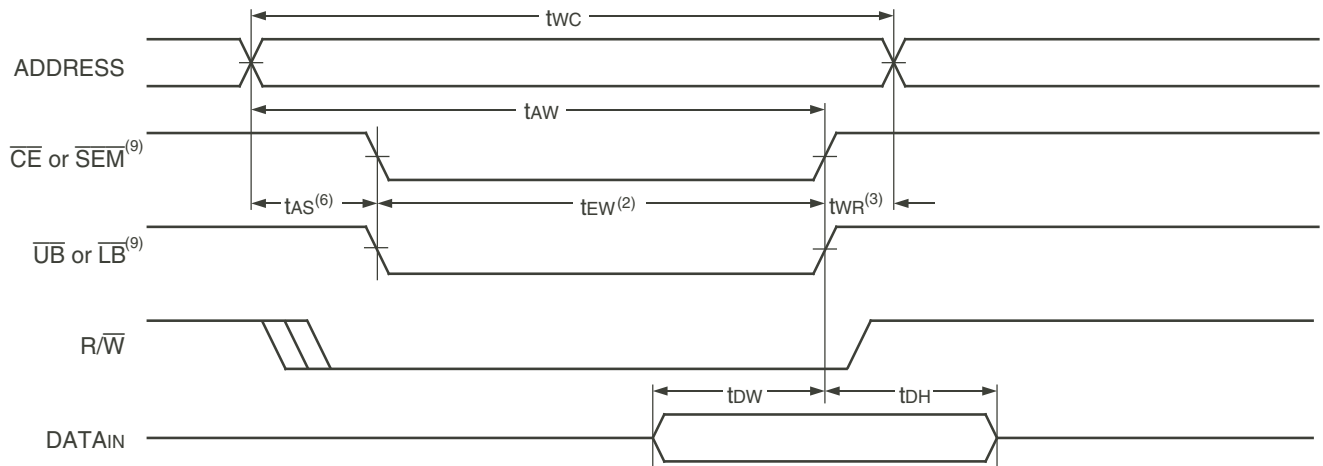 tWC
ADDRESS
tAW
CE or SEM(9)
tAS(6) tEW(2) tWR(3)
UB or LB(9)
R/W
tDW tDH
DATAIN